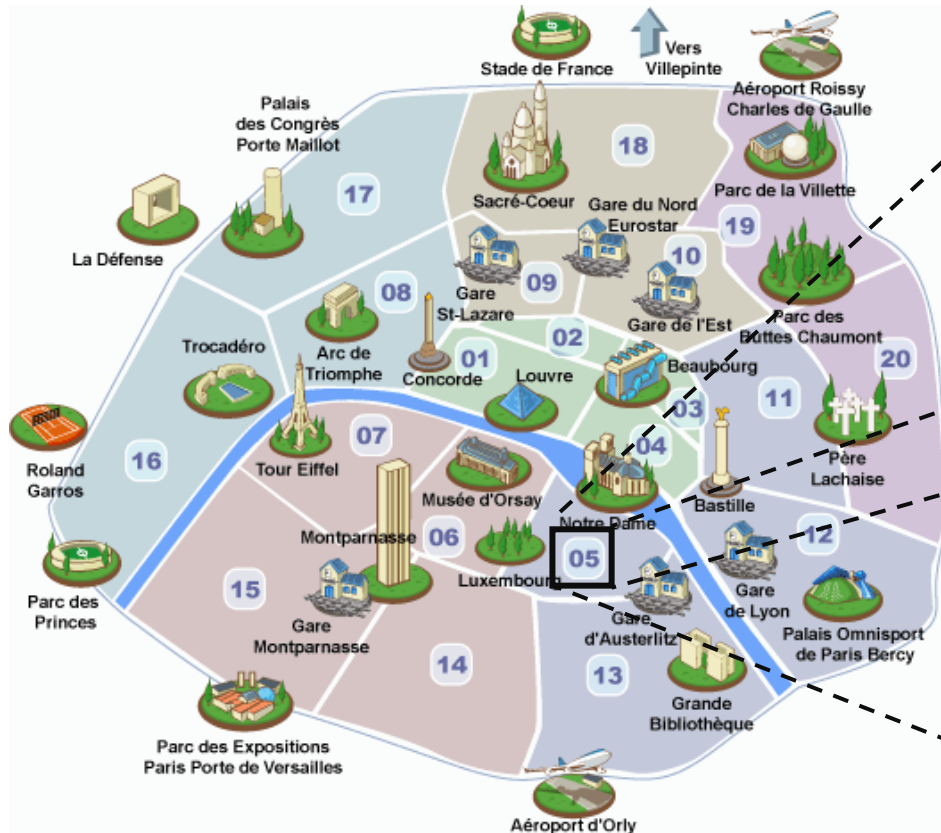 Stade de France
Vers
Villepinte
Aéroport Roissy
Charles de Gaulle
Palais
des Congrès
Porte Maillot
18
17
Sacré-Coeur
Parc de la Villette
Gare du Nord
Eurostar
19
La Défense
08
Gare
St-Lazare
09
10
Gare de l'Est
Parc des
Buttes Chaumont
Trocadéro
Arc de
Triomphe
Concorde
01
02
Louvre
Beaubourg
03
11
20
Roland
Garros
16
Tour Eiffel
07
Musée d'Orsay
04
Notre Dame
Bastille
Père
Lachaise
Montparnasse
06
Luxembourg
05
12
Parc des
Princes
15
Gare
Montparnasse
Gare
d'Austerlitz
Gare
de Lyon
Palais Omnisport
de Paris Bercy
14
13
Grande
Bibliothèque
Parc des Expositions
Paris Porte de Versailles
Aéroport d'Orly